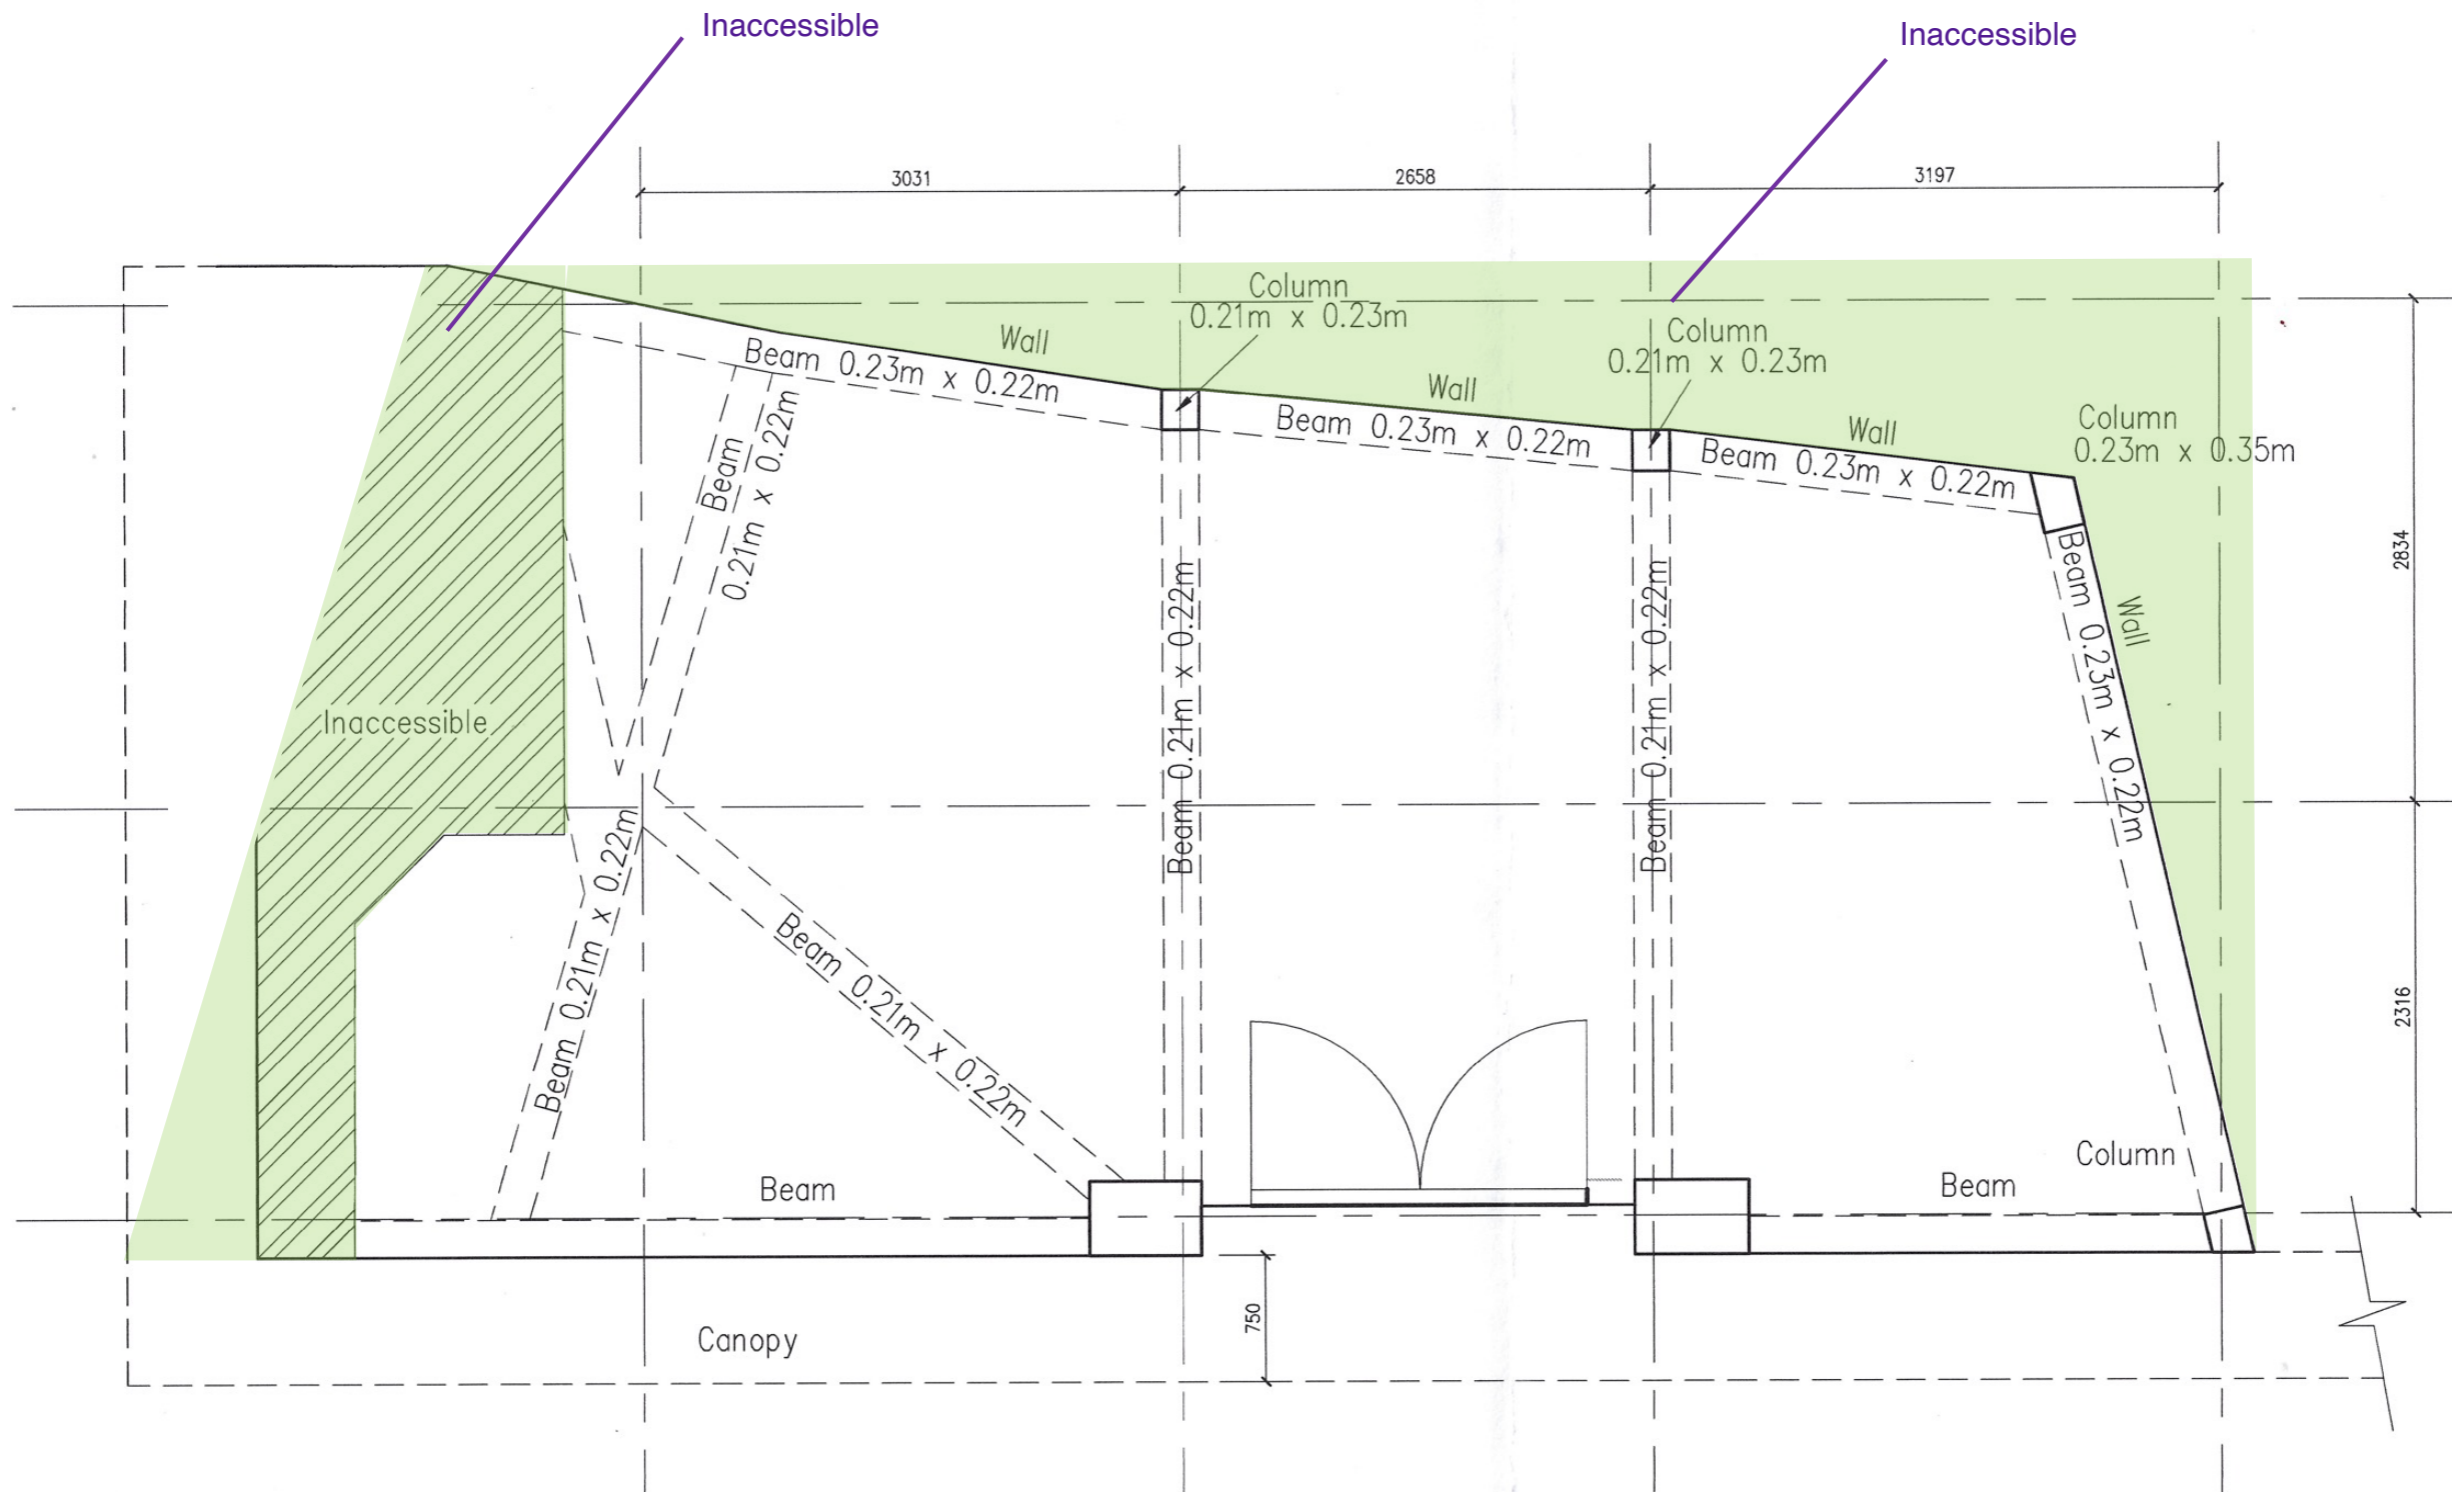 Inaccessible
Inaccessible
3031
2658
3197
Column
0.21m x 0.23m
Column
0.21m x 0.23m
Wall
Beam 0.23m x 0.22m
Wall
Beam 0.23m x 0.22m
Wall
Beam 0.23m x 0.22m
Column
0.23m x 0.35m
Beam
0.21m x 0.22m
Beam 0.21m x 0.22m
Beam 0.21m x 0.22m
Beam 0.23m x 0.22m
Wall
2834
Inaccessible
Beam 0.21m x 0.22m
Beam 0.21m x 0.22m
2316
Column
Beam
Beam
750
Canopy